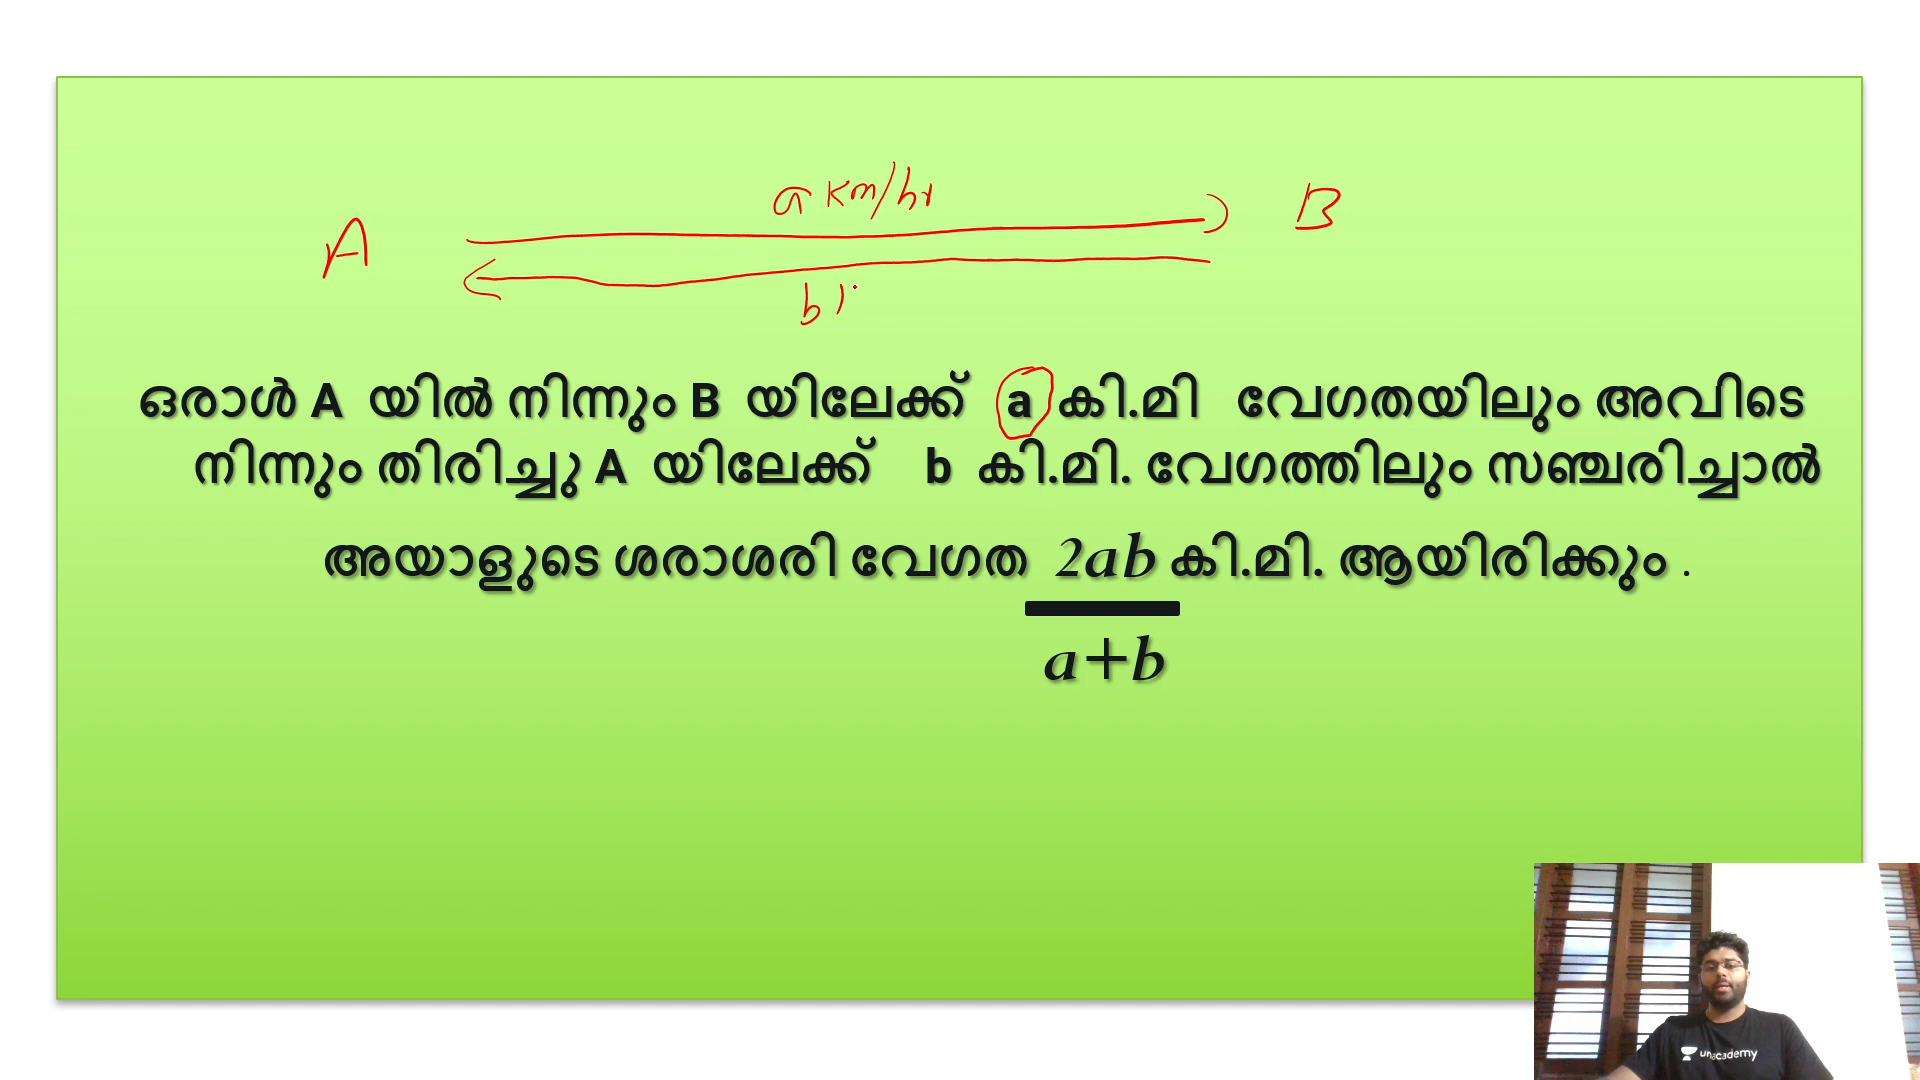 a km/hr
A
B
b
ഒരാൾ A യിൽ നിന്നും B യിലേക്ക് a കി.മി വേഗതയിലും അവിടെ
നിന്നും തിരിച്ചു A യിലേക്ക് b കി.മി. വേഗത്തിലും സഞ്ചരിച്ചാൽ
അയാളുടെ ശരാശരി വേഗത 2ab കി.മി. ആയിരിക്കും .
a+b
unacademy